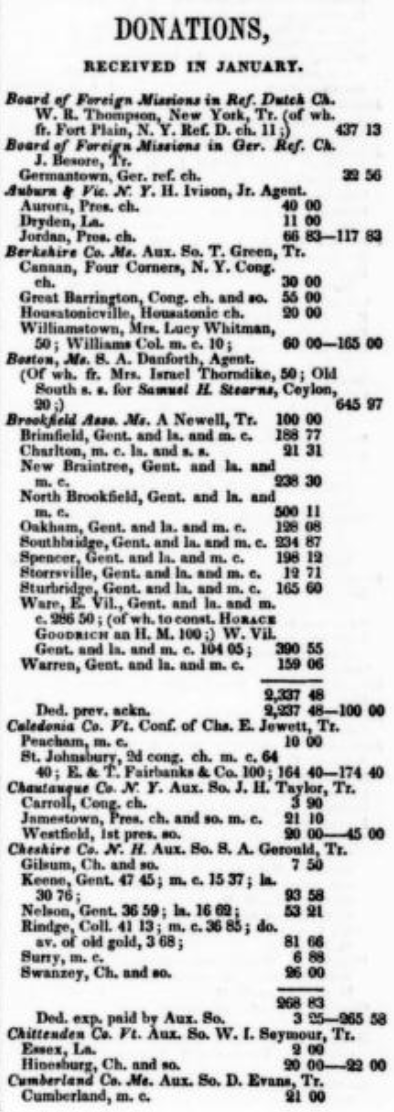 DONATIONS,
RECEIVED IN JANUARY.
Board of Foreign Missions in Ref. Dutch Ch.
W. R. Thompson, New York, Tr. (of wh.
fr. Fort Plain, N. Y. Ref. D. ch. 11;) 437 13
Board of Foreign Missions in Ger. Ref. Ch.
J. Besore, Tr.
Germantown, Ger. ref. ch. 32 56
Auburn & Vic. N. Y. H. Ivison, Jr. Agent.
Aurora, Pres. ch. 40 00
Dryden, La. 11 00
Jordan, Pres. ch. 66 83—117 83
Berkshire Co. Ms. Aux. So. T. Green, Tr.
Canaan, Four Corners, N. Y. Cong.
ch. 30 00
Great Barrington, Cong. ch. and so. 55 00
Housatonicville, Housatonic ch. 20 00
Williamstown, Mrs. Lucy Whitman,
50; Williams Col. m. c. 10; 60 00—165 00
Boston, Ms. S. A. Danforth, Agent.
(Of wh. fr. Mrs. Israel Thorndike, 50; Old
South s. s. for Samuel H. Stearns, Ceylon,
20;) 645 97
Brookfield Asso. Ms. A Newell, Tr. 100 00
Brimfield, Gent. and la. and m. c. 188 77
Charlton, m. c. la. and s. s. 21 31
New Braintree, Gent. and la. and
m. c. 238 30
North Brookfield, Gent. and la. and
m. c. 500 11
Oakham, Gent. and la. and m. c. 128 08
Southbridge, Gent. and la. and m. c. 234 87
Spencer, Gent. and la. and m. c. 198 12
Storrsville, Gent. and la. and m. c. 12 71
Sturbridge, Gent. and la. and m. c. 165 60
Ware, E. Vil., Gent. and la. and m.
c. 286 50; (of wh. to const. HORACE
GOODRICH an H. M. 100;) W. Vil.
Gent. and la. and m. c. 104 05; 390 55
Warren, Gent. and la. and m. c. 159 06
2,337 48
Ded. prev. ackn. 2,237 48—100 00
Caledonia Co. Vt. Conf. of Chs. E. Jewett, Tr.
Peacham, m. c. 10 00
St. Johnsbury, 2d cong. ch. m. c. 64
40; E. & T. Fairbanks & Co. 100; 164 40—174 40
Chautauque Co. N. Y. Aux. So. J. H. Taylor, Tr.
Carroll, Cong. ch. 3 90
Jamestown, Pres. ch. and so. m. c. 21 10
Westfield, 1st pres. so. 20 00—45 00
Cheshire Co. N. H. Aux. So. S. A. Gerould, Tr.
Gilsum, Ch. and so. 7 50
Keene, Gent. 47 45; m. c. 15 37; la.
30 76; 93 58
Nelson, Gent. 36 59; la. 16 62; 53 21
Rindge, Coll. 41 13; m. c. 36 85; do.
av. of old gold, 3 68; 81 66
Surry, m. c. 6 88
Swanzey, Ch. and so. 26 00
268 83
Ded. exp. paid by Aux. So. 3 25—265 58
Chittenden Co. Vt. Aux. So. W. I. Seymour, Tr.
Essex, La. 2 00
Hinesburg, Ch. and so. 20 00—22 00
Cumberland Co. Me. Aux. So. D. Evans, Tr.
Cumberland, m. c. 21 00